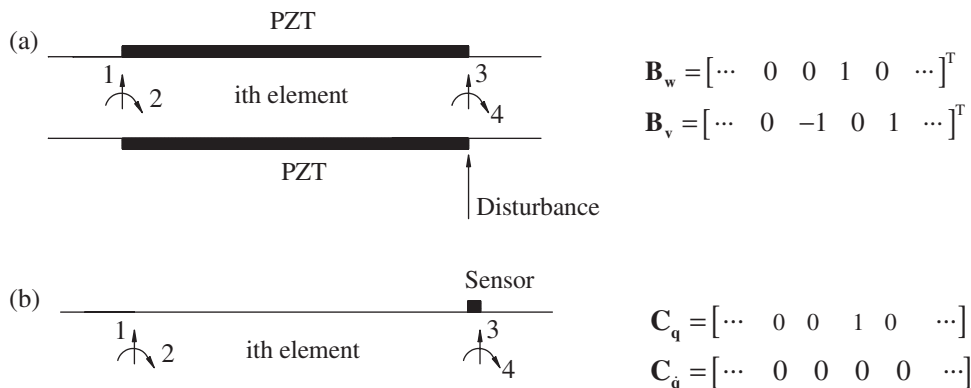 (a)
PZT
1
2
ith element
3
4
PZT
Disturbance
B_w = [⋯ 0 0 1 0 ⋯]^T
B_v = [⋯ 0 −1 0 1 ⋯]^T
(b)
Sensor
1
2
ith element
3
4
C_q = [⋯ 0 0 1 0 ⋯]
C_q̇ = [⋯ 0 0 0 0 ⋯]